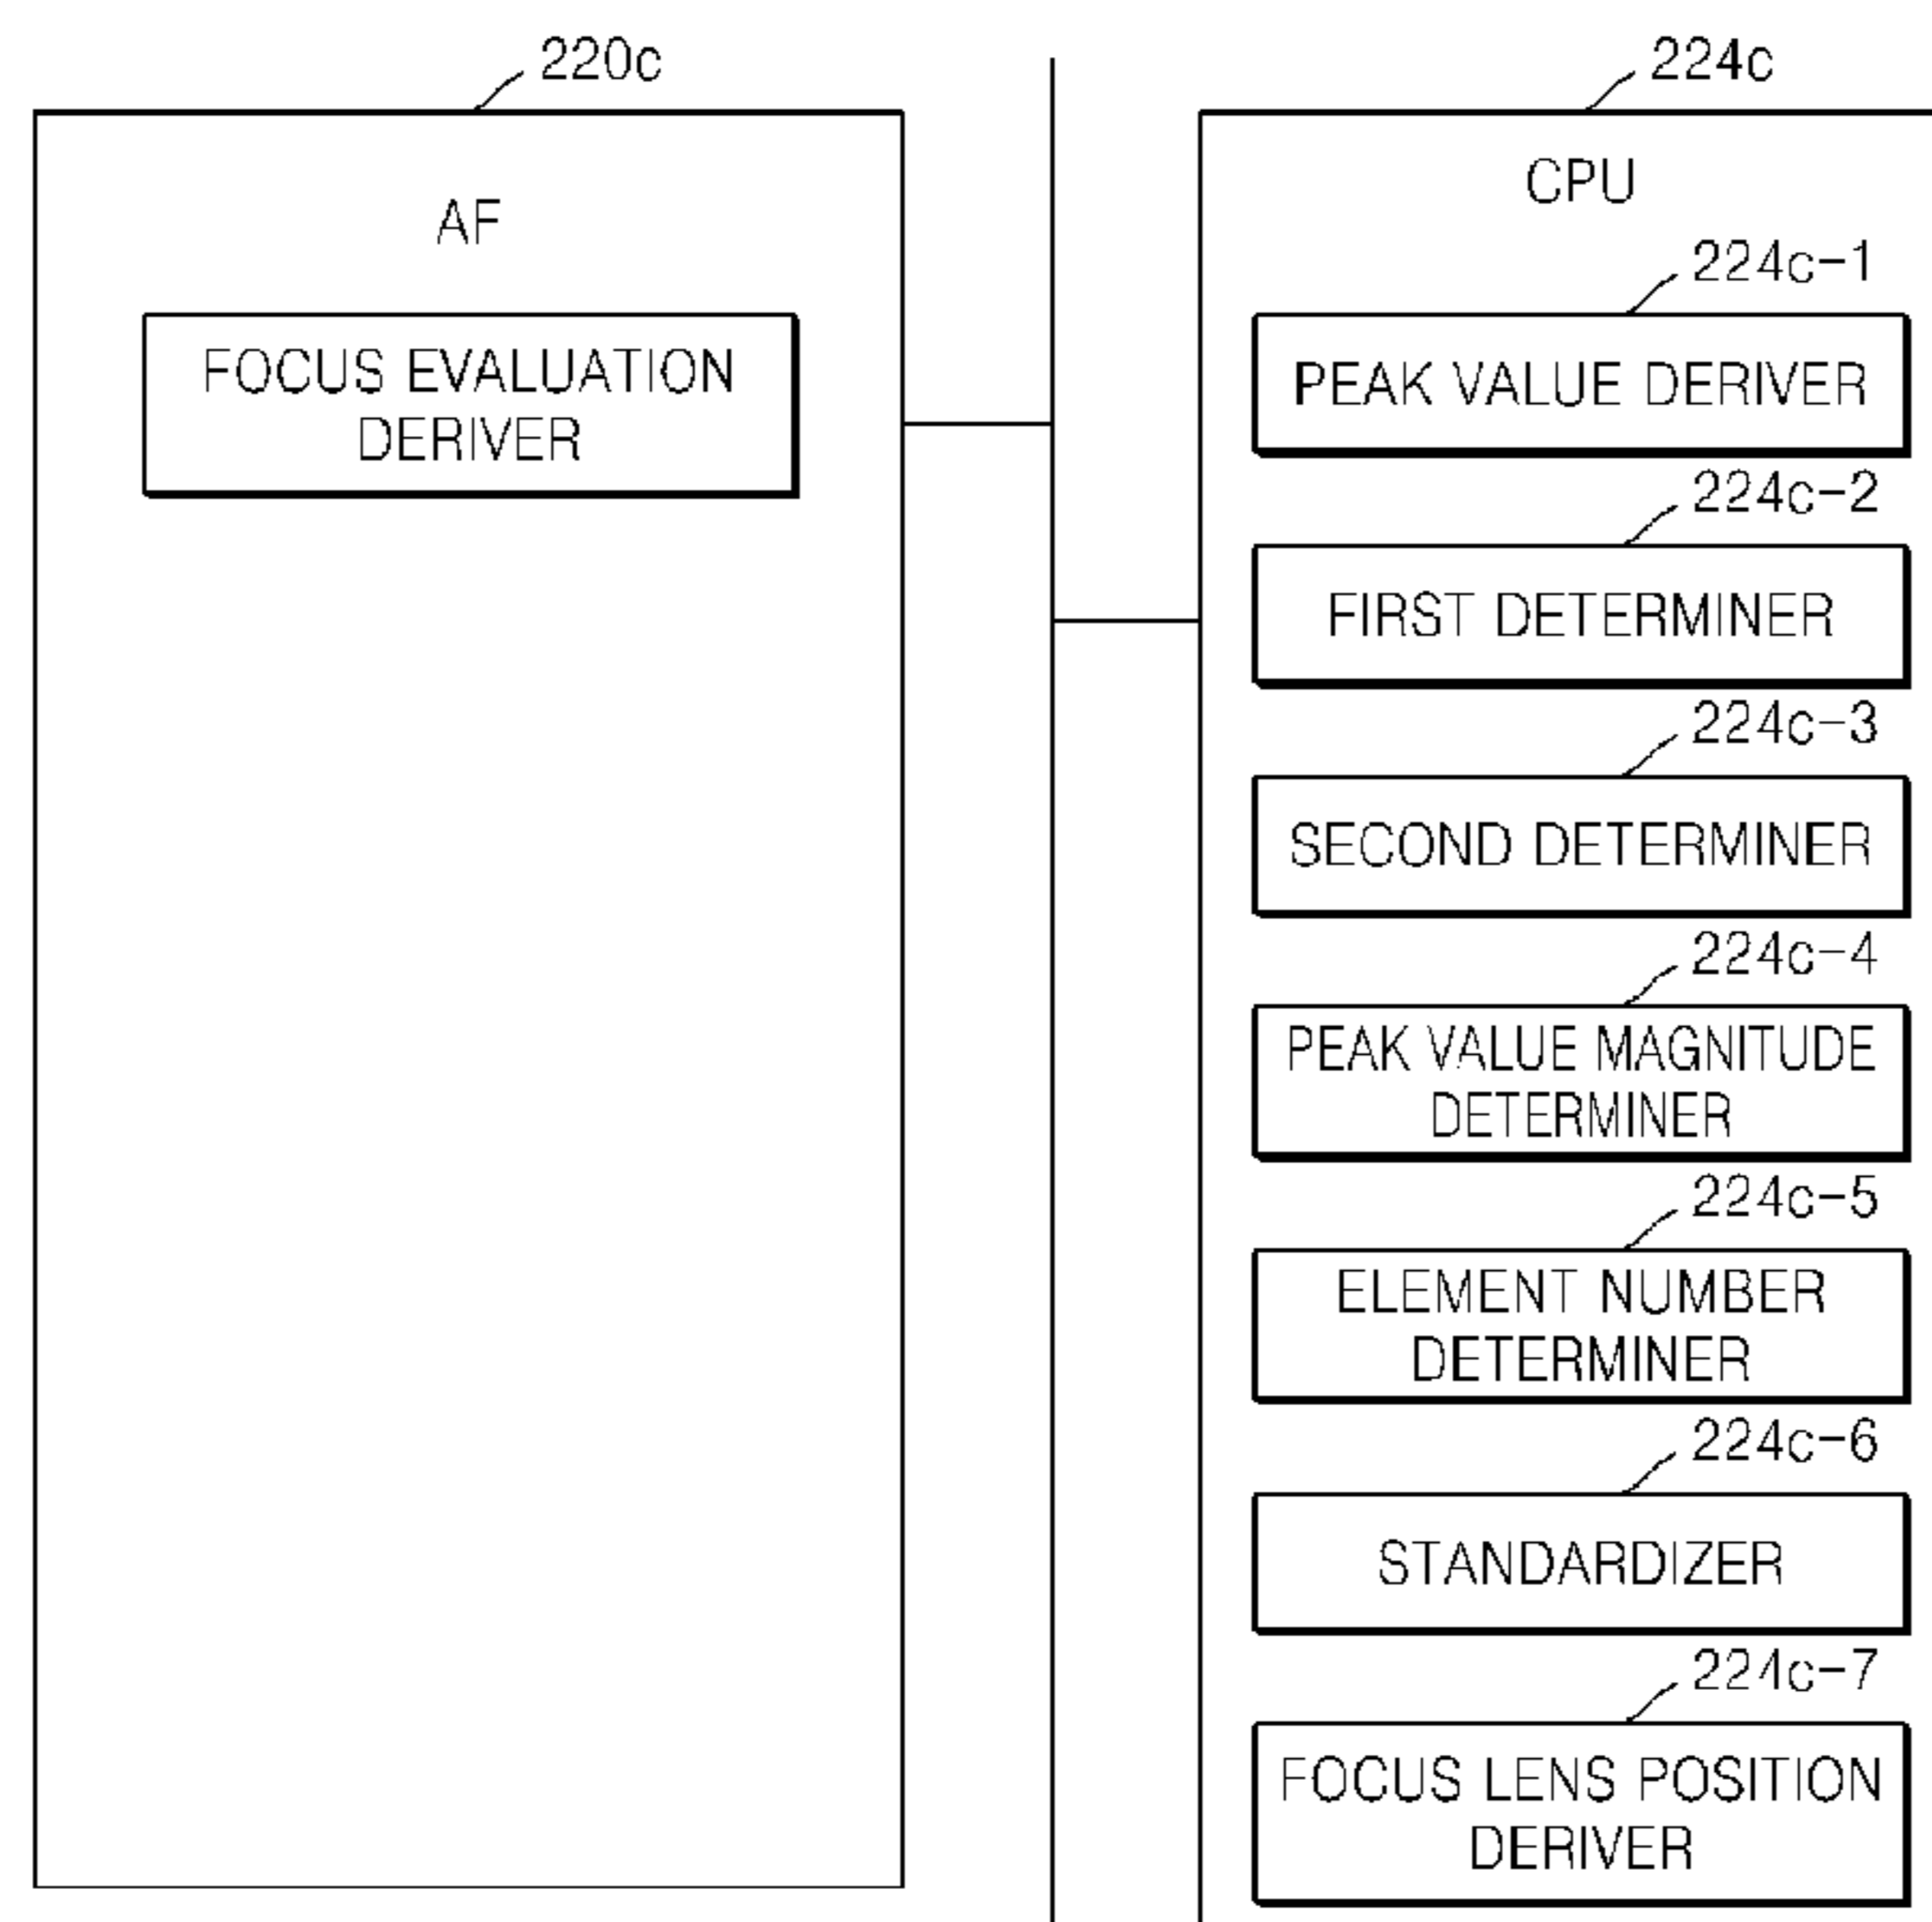 220c
AF
FOCUS EVALUATION
DERIVER
224c
CPU
224c-1
PEAK VALUE DERIVER
224c-2
FIRST DETERMINER
224c-3
SECOND DETERMINER
224c-4
PEAK VALUE MAGNITUDE
DETERMINER
224c-5
ELEMENT NUMBER
DETERMINER
224c-6
STANDARDIZER
224c-7
FOCUS LENS POSITION
DERIVER